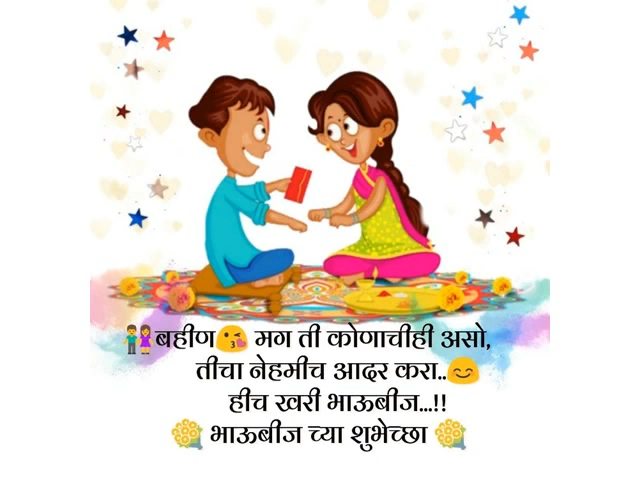 👫बहीण😘 मग ती कोणाचीही असो,
तीचा नेहमीच आदर करा..😊
हीच खरी भाऊबीज...!!
💐 भाऊबीज च्या शुभेच्छा 💐